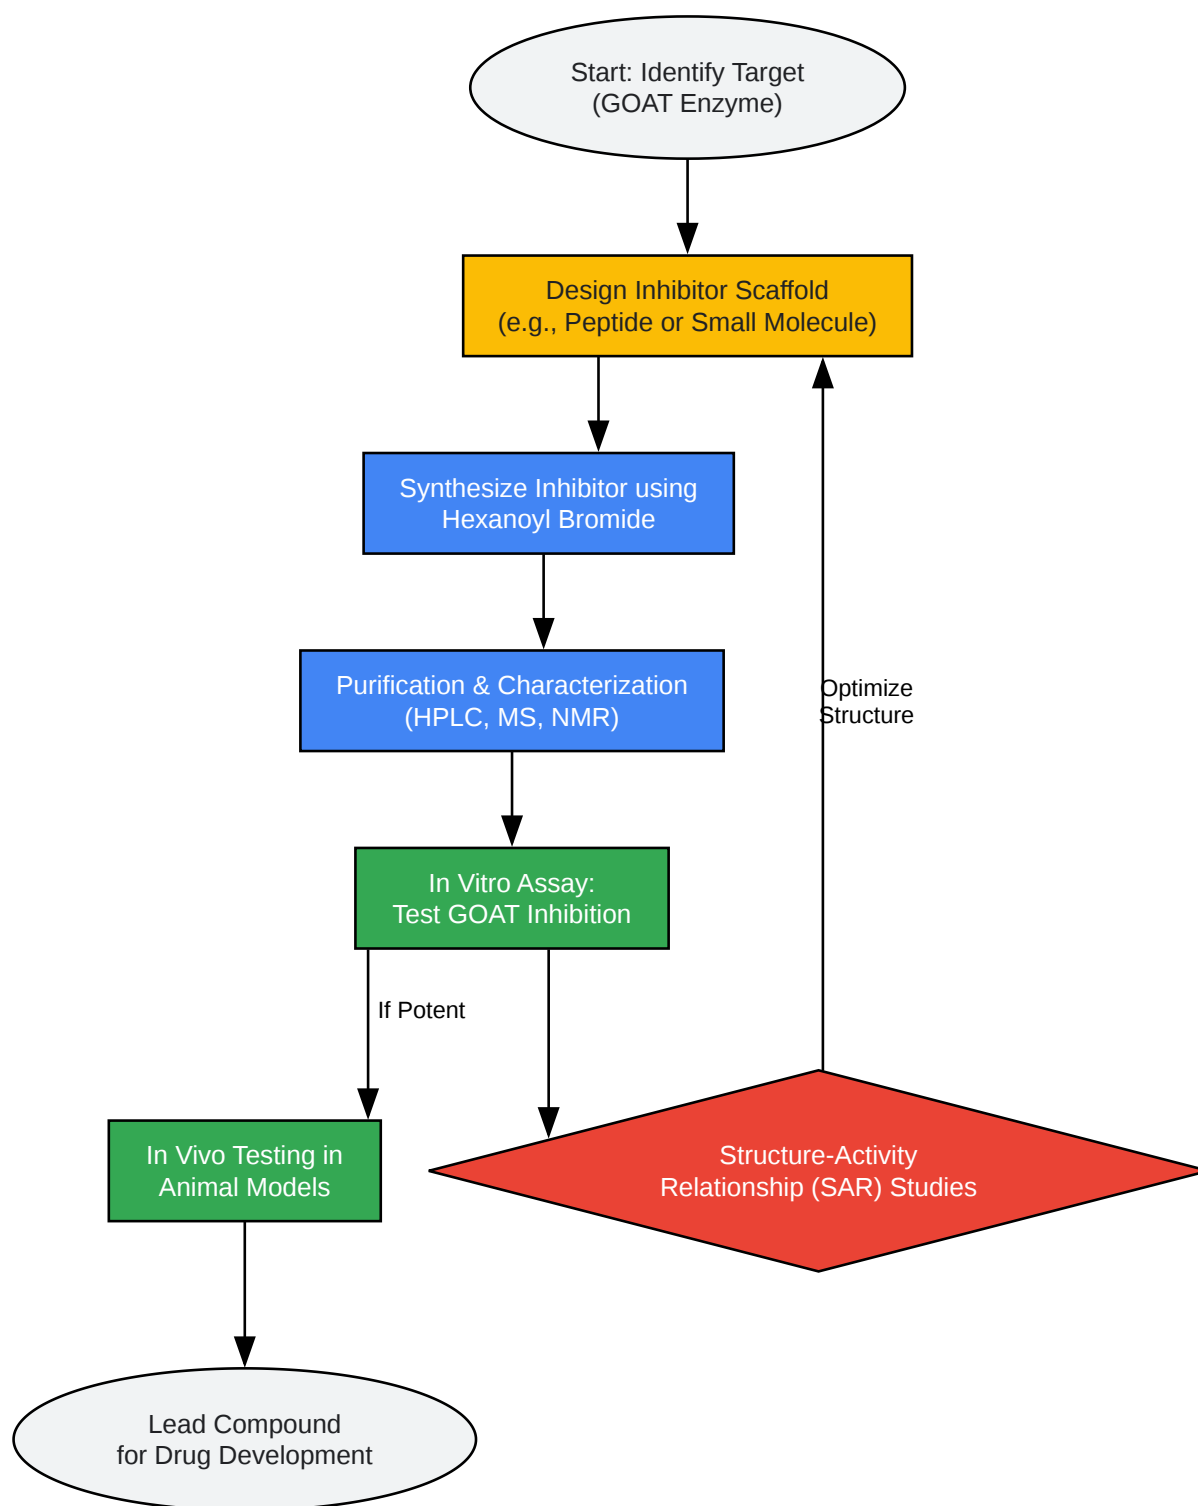 Start: Identify Target
(GOAT Enzyme)
Design Inhibitor Scaffold
(e.g., Peptide or Small Molecule)
Synthesize Inhibitor using
Hexanoyl Bromide
Purification & Characterization
(HPLC, MS, NMR)
Optimize
Structure
In Vitro Assay:
Test GOAT Inhibition
If Potent
In Vivo Testing in
Animal Models
Structure-Activity
Relationship (SAR) Studies
Lead Compound
for Drug Development